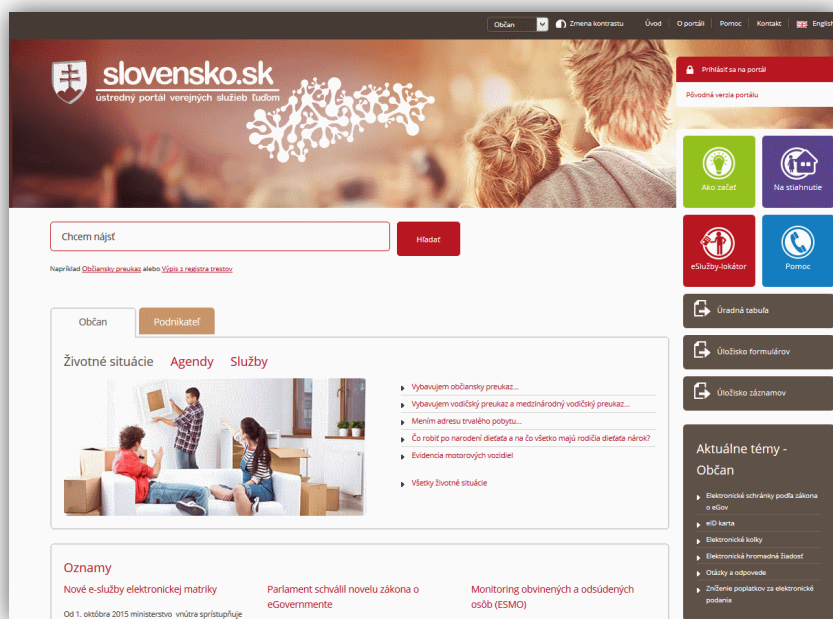 Občan
Zmena kontrastu
Úvod
O portáli
Pomoc
Kontakt
English
slovensko.sk
ústredný portál verejných služieb ľuďom
Prihlásiť sa na portál
Pôvodná verzia portálu
Ako začať
Na stiahnutie
Chcem nájsť
Hľadať
eSlužby-lokátor
Pomoc
Napríklad Občiansky preukaz alebo Výpis z registra trestov
Úradná tabuľa
Občan
Podnikateľ
Úložisko formulárov
Životné situácie Agendy Služby
Úložisko záznamov
Vybavujem občiansky preukaz...
Vybavujem vodičský preukaz a medzinárodný vodičský preukaz...
Mením adresu trvalého pobytu...
Čo robiť po narodení dieťaťa a na čo všetko majú rodičia dieťaťa nárok?
Evidencia motorových vozidiel
Všetky životné situácie
Aktuálne témy -
Občan
Elektronické schránky podľa zákona
o eGov
eID karta
Elektronické kolky
Elektronická hromadná žiadosť
Otázky a odpovede
Zníženie poplatkov za elektronické
podania
Oznamy
Nové e-služby elektronickej matriky
Od 1. októbra 2015 ministerstvo vnútra sprístupňuje
Parlament schválil novelu zákona o
eGovernmente
Monitoring obvinených a odsúdených
osôb (ESMO)